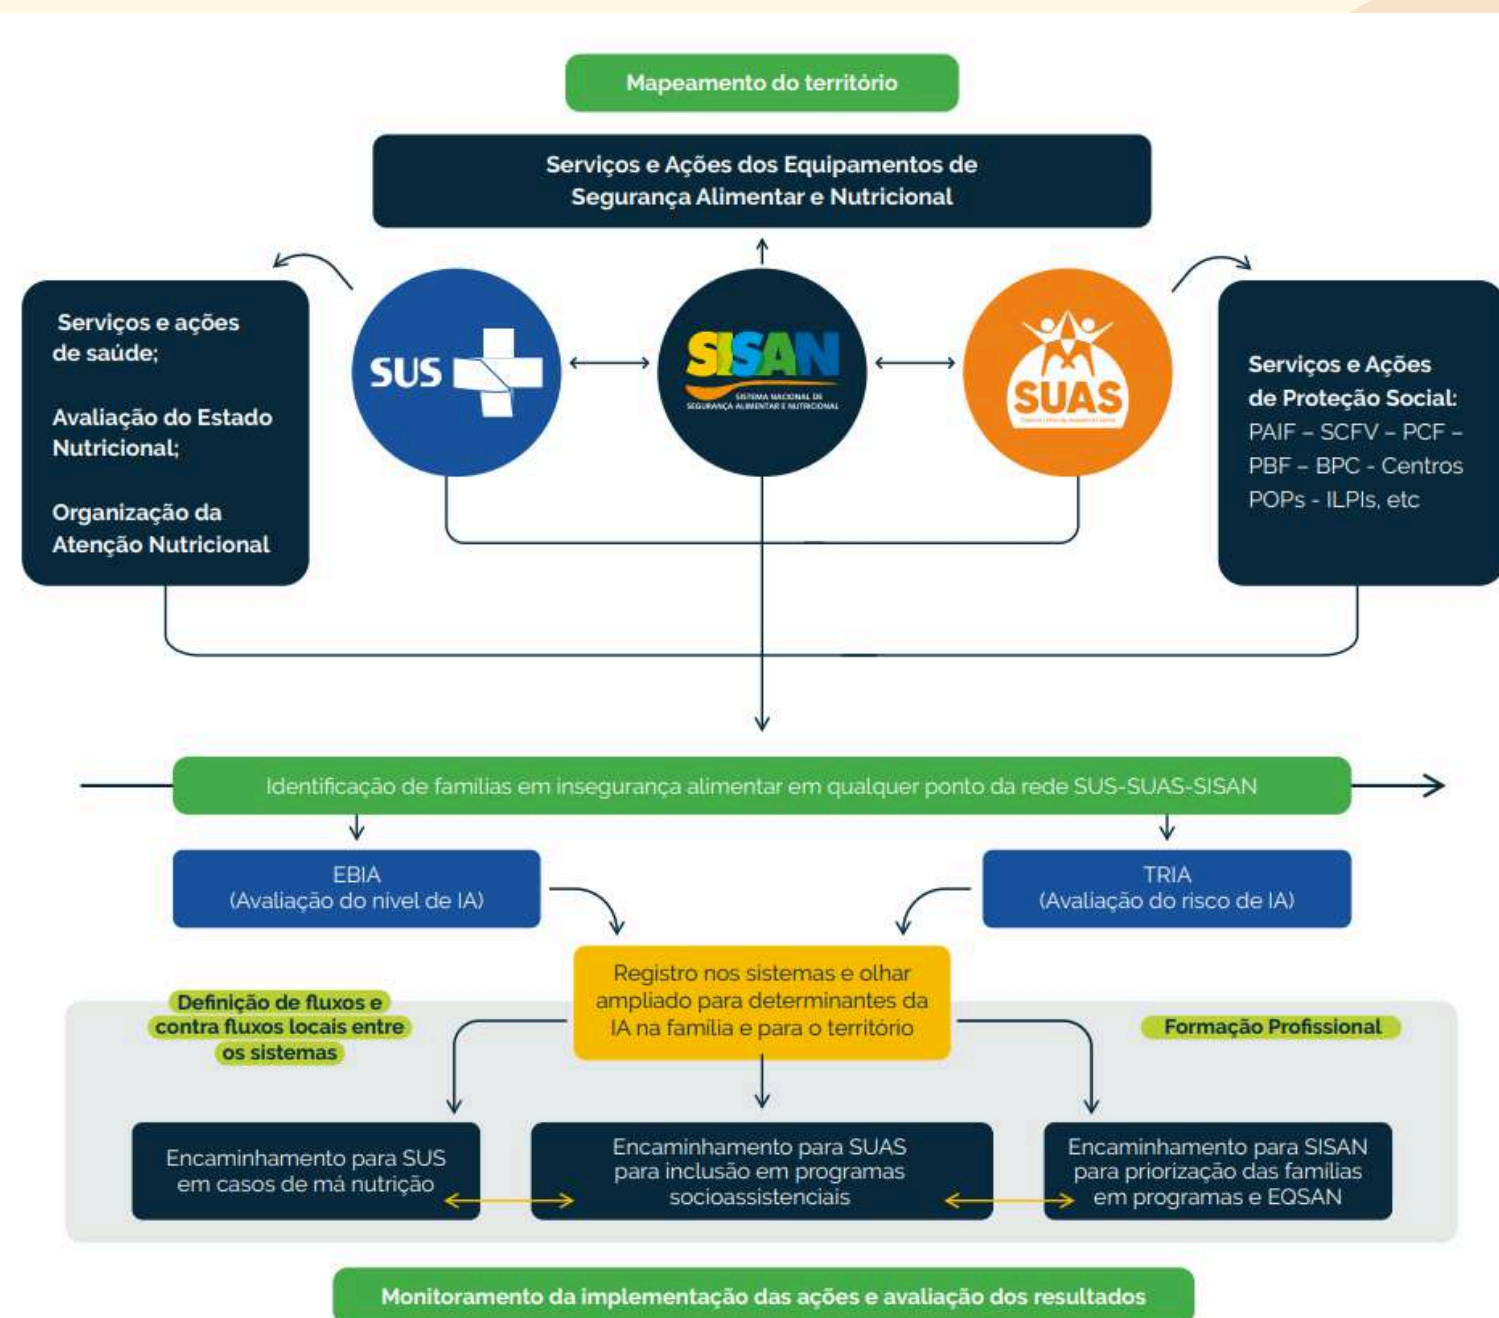 Mapeamento do território
Serviços e Ações dos Equipamentos de
Segurança Alimentar e Nutricional
Serviços e ações
de saúde;
Avaliação do Estado
Nutricional;
Organização da
Atenção Nutricional
SUS
SISAN
SISTEMA NACIONAL DE
SEGURANÇA ALIMENTAR E NUTRICIONAL
SUAS
Serviços e Ações
de Proteção Social:
PAIF – SCFV – PCF –
PBF – BPC - Centros
POPs - ILPIs, etc
Identificação de famílias em insegurança alimentar em qualquer ponto da rede SUS-SUAS-SISAN
EBIA
(Avaliação do nível de IA)
TRIA
(Avaliação do risco de IA)
Registro nos sistemas e olhar
ampliado para determinantes da
IA na família e para o território
Definição de fluxos e
contra fluxos locais entre
os sistemas
Formação Profissional
Encaminhamento para SUS
em casos de má nutrição
Encaminhamento para SUAS
para inclusão em programas
socioassistenciais
Encaminhamento para SISAN
para priorização das famílias
em programas e EQSAN
Monitoramento da implementação das ações e avaliação dos resultados